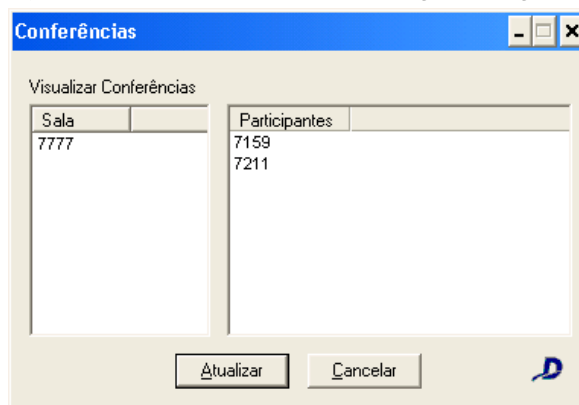 Conferências
Visualizar Conferências
Sala
Participantes
7777
7159
7211
Atualizar
Cancelar